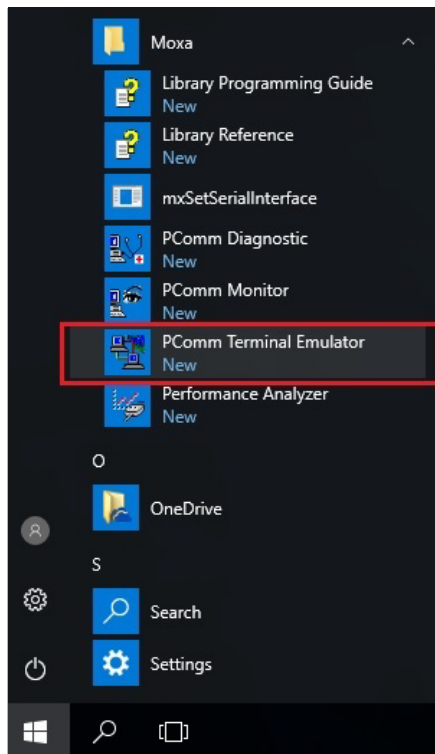 Moxa
Library Programming Guide
New
Library Reference
New
mxSetSerialInterface
PComm Diagnostic
New
PComm Monitor
New
PComm Terminal Emulator
New
Performance Analyzer
New
O
OneDrive
S
Search
Settings